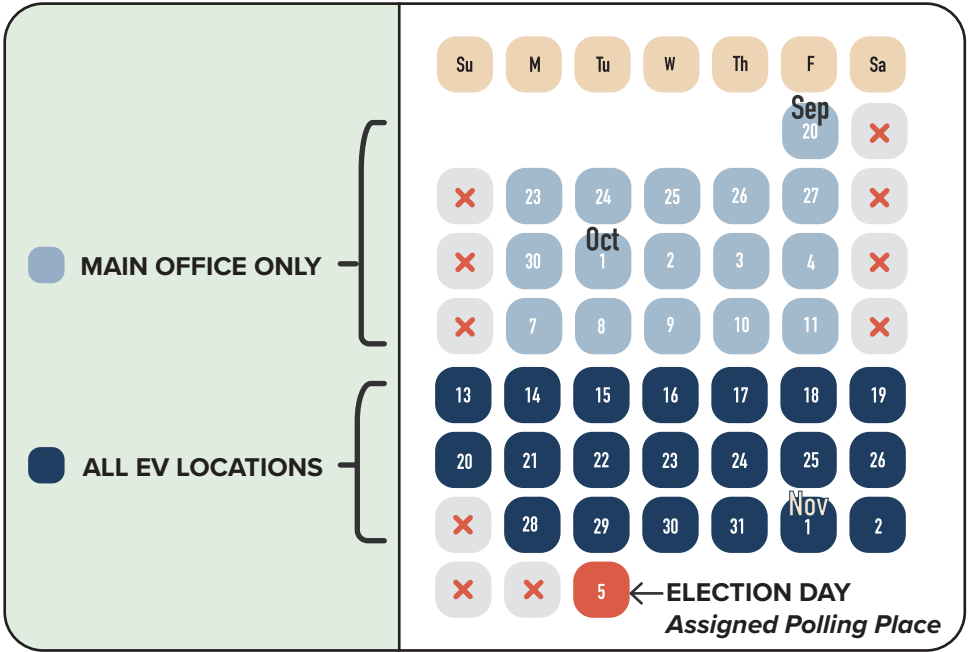 Su M Tu W Th F Sa
Sep
20
23 24 25 26 27
MAIN OFFICE ONLY
Oct
30 1 2 3 4
7 8 9 10 11
13 14 15 16 17 18 19
ALL EV LOCATIONS
20 21 22 23 24 25 26
Nov
28 29 30 31 1 2
5 ELECTION DAY
Assigned Polling Place